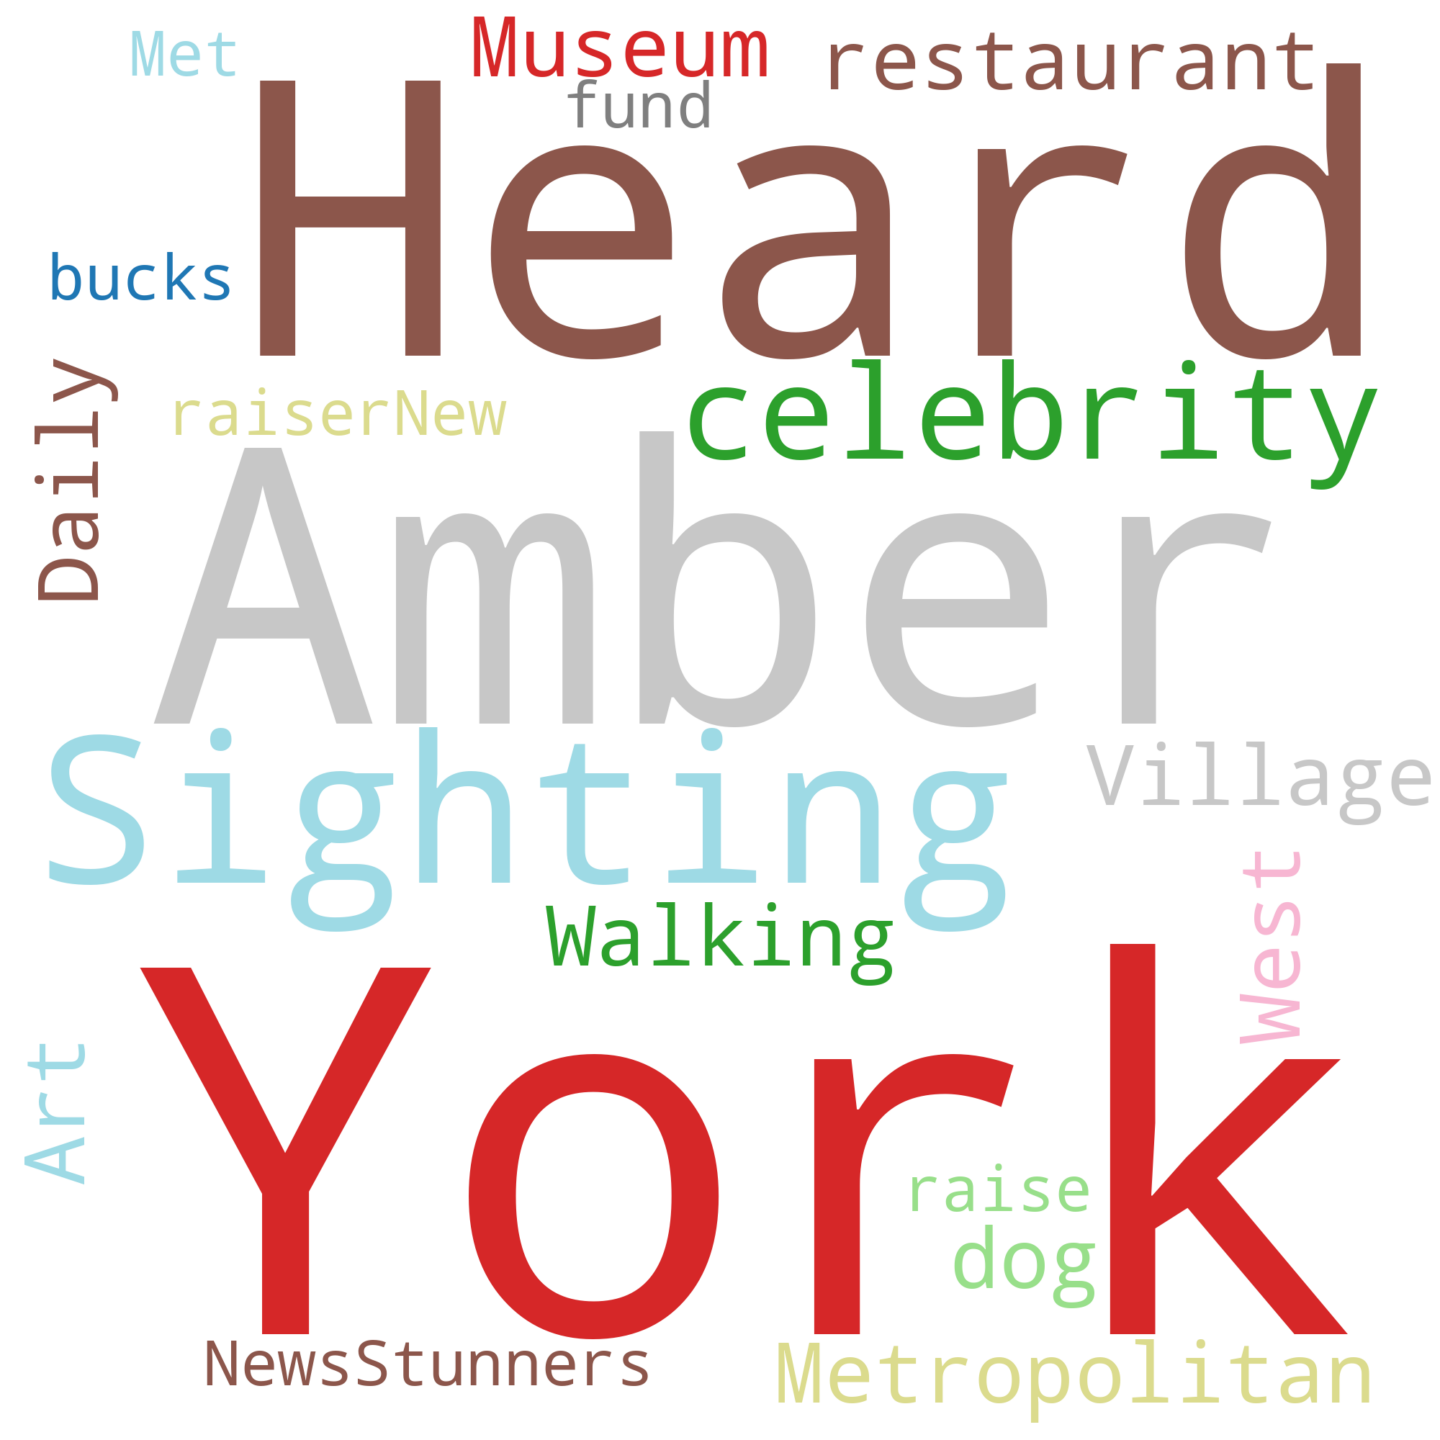 Met
Museum
restaurant
fund
Heard
bucks
Daily
raiserNew
celebrity
Amber
Sighting
Village
Walking
West
York
Art
raise
dog
NewsStunners
Metropolitan